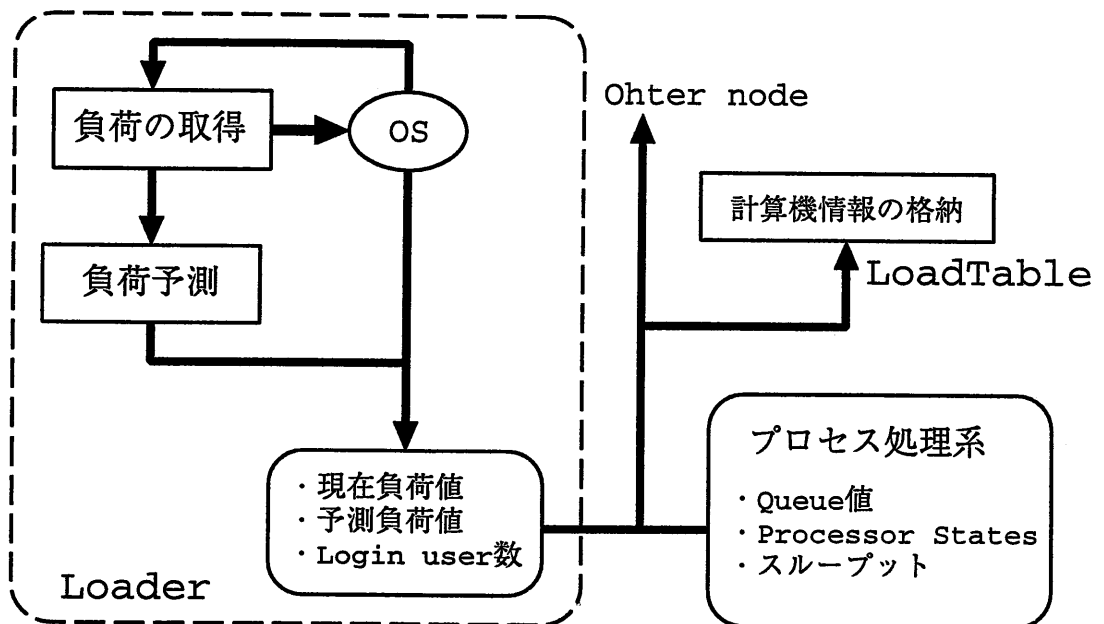 負荷の取得
OS
負荷予測
・現在負荷値
・予測負荷値
・Login user数
Loader
Ohter node
計算機情報の格納
LoadTable
プロセス処理系
・Queue値
・Processor States
・スループット